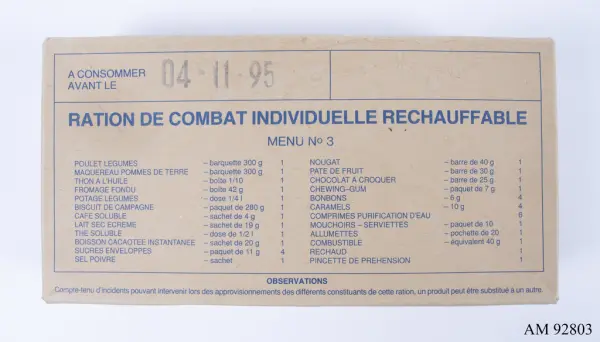 A CONSOMMER
AVANT LE
04·11·95
RATION DE COMBAT INDIVIDUELLE RECHAUFFABLE
MENU No 3
POULET LEGUMES – barquette 300 g 1
MAQUEREAU POMMES DE TERRE – barquette 300 g 1
THON A L'HUILE – boîte 1/10 1
FROMAGE FONDU – boîte 42 g 1
POTAGE LEGUMES – dose 1/4 l 1
BISCUIT DE CAMPAGNE – paquet de 280 g 1
CAFE SOLUBLE – sachet de 4 g 1
LAIT SEC ECREME – sachet de 19 g 1
THE SOLUBLE – dose de 1/2 l 1
BOISSON CACAOTEE INSTANTANEE – sachet de 20 g 1
SUCRES ENVELOPPES – paquet de 11 g 4
SEL POIVRE – sachet 1
NOUGAT – barre de 40 g 1
PATE DE FRUIT – barre de 30 g 1
CHOCOLAT A CROQUER – barre de 25 g 1
CHEWING–GUM – paquet de 7 g 1
BONBONS – 6 g 4
CARAMELS – 10 g 4
COMPRIMES PURIFICATION D'EAU 6
MOUCHOIRS – SERVIETTES – paquet de 10 1
ALLUMETTES – pochette de 20 1
COMBUSTIBLE – équivalent 40 g 1
RECHAUD 1
PINCETTE DE PREHENSION 1
OBSERVATIONS
Compte-tenu d'incidents pouvant intervenir lors des approvisionnements des différents constituants de cette ration, un produit peut être substitué à un autre.
AM 92803